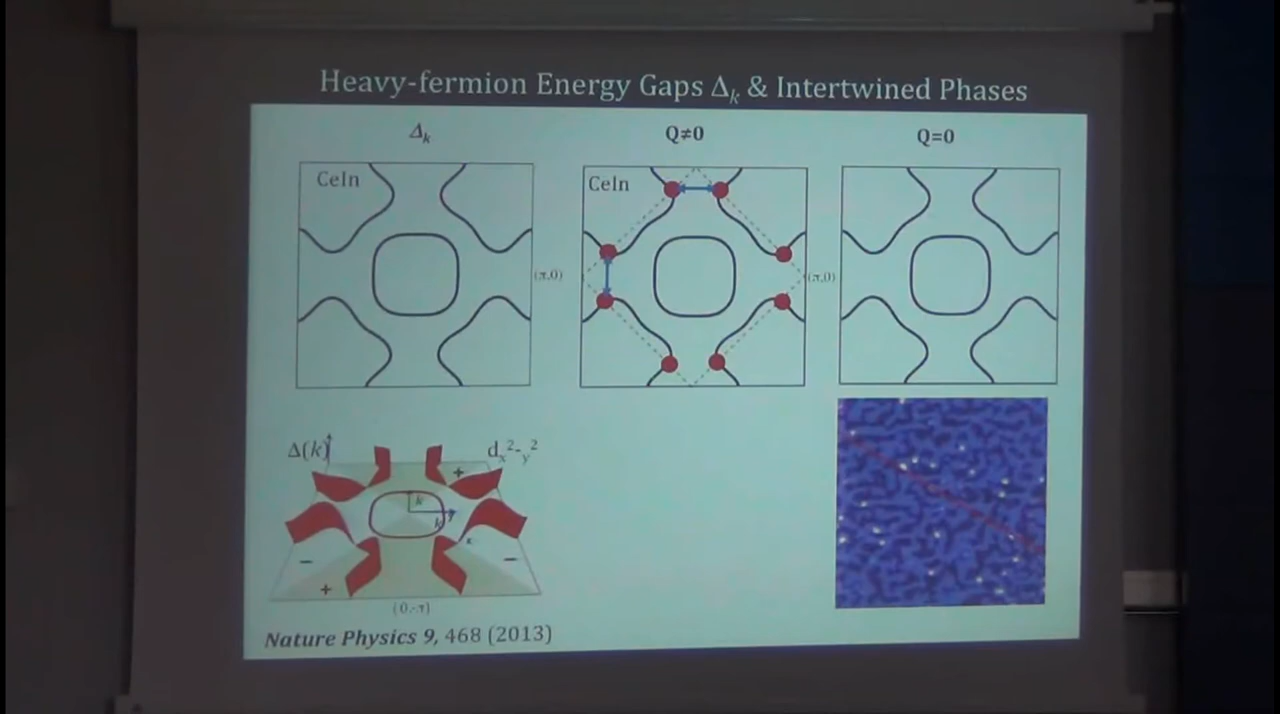 Heavy-fermion Energy Gaps Δk & Intertwined Phases
Δk
Q≠0
Q=0
CeIn
(π,0)
CeIn
(π,0)
Δ(k)
dx²-y²
+
k
k
−
−
+
(0,-π)
Nature Physics 9, 468 (2013)